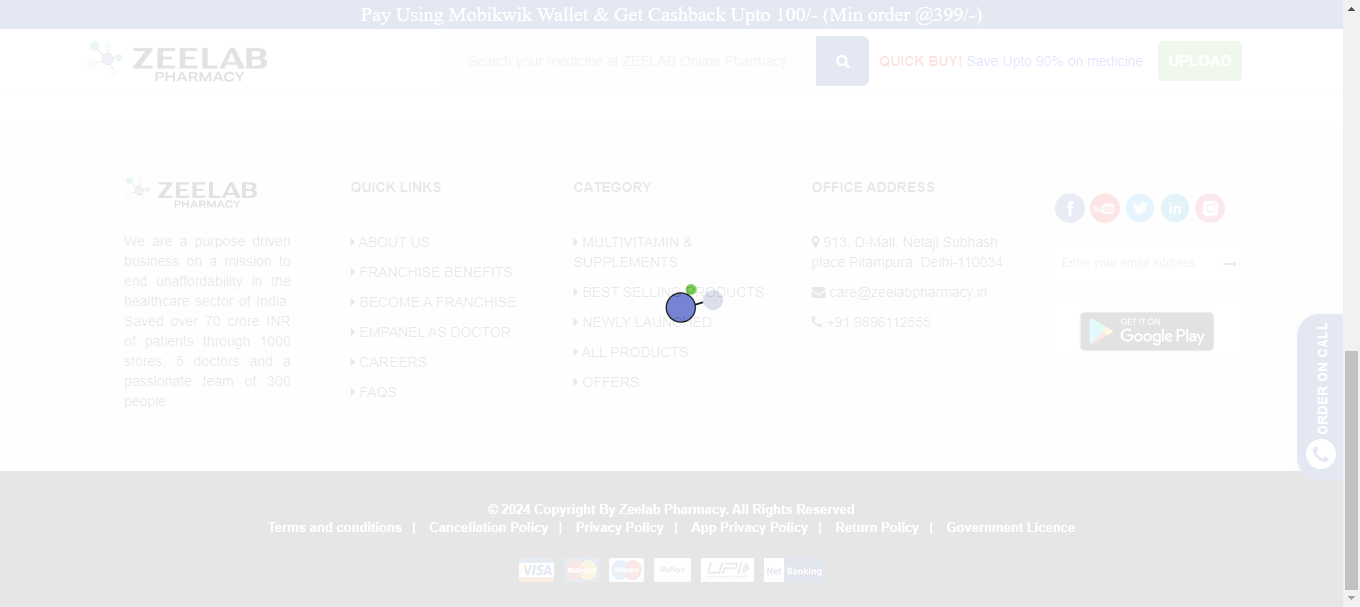 Pay Using Mobikwik Wallet & Get Cashback Upto 100/- (Min order @399/-)
ZEELAB
PHARMACY
Search your medicine at ZEELAB Online Pharmacy
QUICK BUY! Save Upto 90% on medicine
UPLOAD
ZEELAB
PHARMACY
We are a purpose driven
business on a mission to
end unaffordability in the
healthcare sector of India.
Saved over 70 crore INR
of patients through 1000
stores, 5 doctors and a
passionate team of 300
people.
QUICK LINKS
ABOUT US
FRANCHISE BENEFITS
BECOME A FRANCHISE
EMPANEL AS DOCTOR
CAREERS
FAQS
CATEGORY
MULTIVITAMIN &
SUPPLEMENTS
BEST SELLING PRODUCTS
NEWLY LAUNCHED
ALL PRODUCTS
OFFERS
OFFICE ADDRESS
913, D-Mall, Netaji Subhash
place Pitampura, Delhi-110034
care@zeelabpharmacy.in
+91 9896112555
f
You Tube
in
Enter your email address
GET IT ON
Google Play
ORDER ON CALL
© 2024 Copyright By Zeelab Pharmacy. All Rights Reserved
Terms and conditions | Cancellation Policy | Privacy Policy | App Privacy Policy | Return Policy | Government Licence
VISA MasterCard Maestro RuPay UPI Net Banking